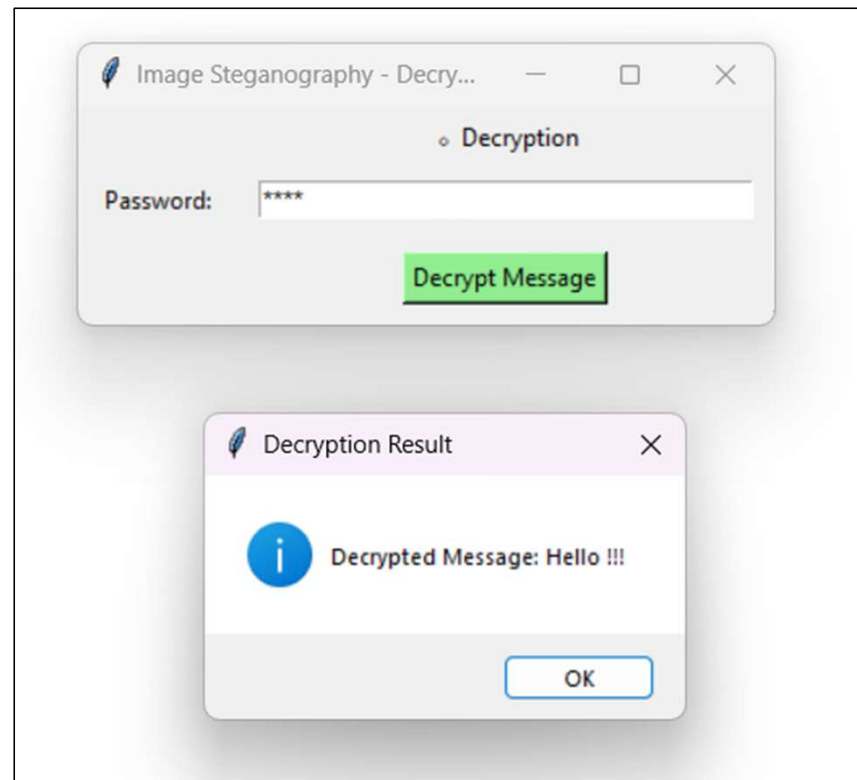 Image Steganography - Decry...
Decryption
Password: ****
Decrypt Message
Decryption Result
Decrypted Message: Hello !!!
OK